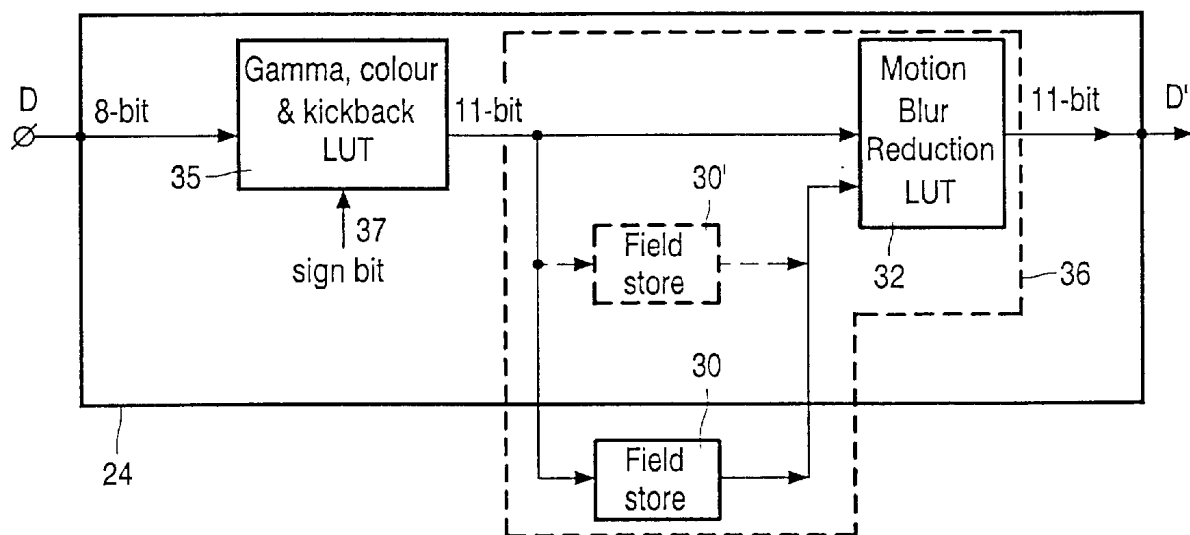 D
8-bit
Gamma, colour
& kickback
LUT
35
37
sign bit
11-bit
Motion
Blur
Reduction
LUT
32
11-bit
D'
30'
Field
store
36
30
Field
store
24